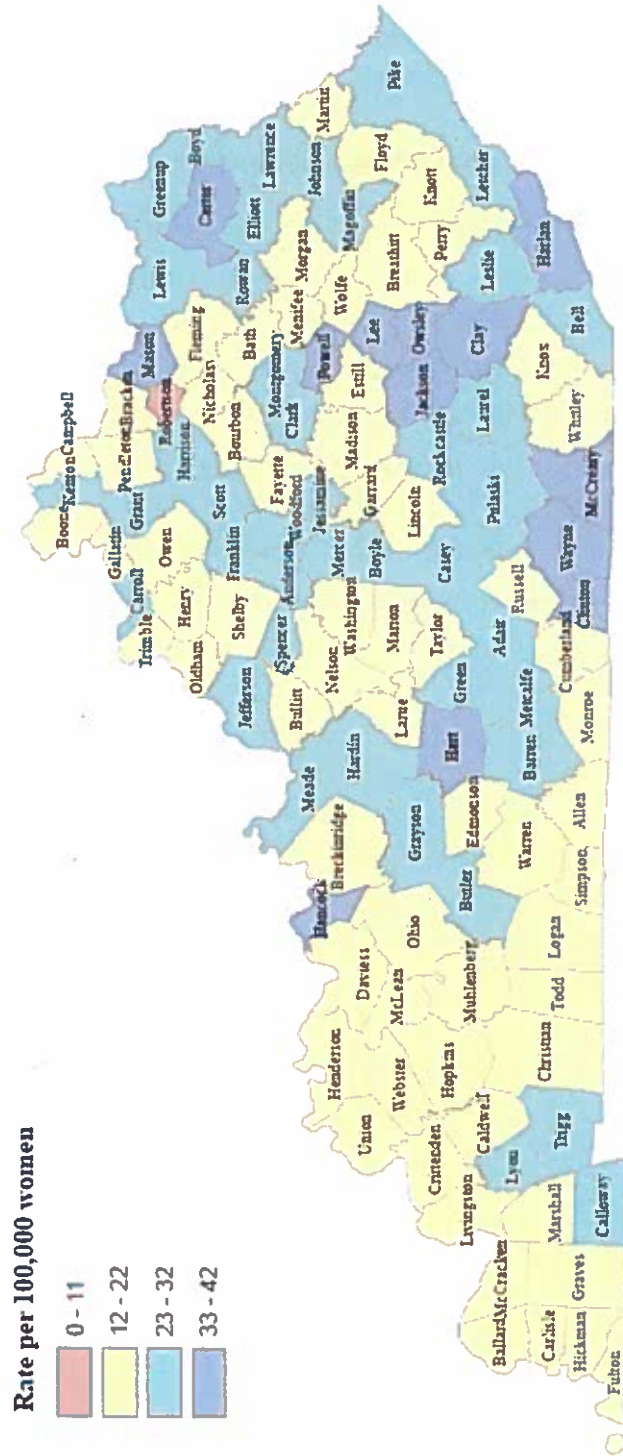 Rate per 100,000 women
0 - 11
12 - 22
23 - 32
33 - 42
Boone
Kenton
Campbell
Gallatin
Grant
Pendleton
Bracken
Mason
Robertson
Lewis
Greenup
Boyd
Carter
Trimble
Carroll
Owen
Harrison
Nicholas
Fleming
Rowan
Elliott
Lawrence
Oldham
Henry
Scott
Bourbon
Bath
Jefferson
Shelby
Franklin
Montgomery
Menifee
Morgan
Johnson
Martin
Spencer
Anderson
Woodford
Fayette
Clark
Powell
Wolfe
Magoffin
Floyd
Pike
Bullitt
Nelson
Washington
Mercer
Jessamine
Madison
Estill
Lee
Breathitt
Knott
Hancock
Breckinridge
Meade
Hardin
Larue
Marion
Boyle
Garrard
Lincoln
Rockcastle
Jackson
Owsley
Perry
Letcher
Henderson
Daviess
Union
Webster
McLean
Ohio
Grayson
Hart
Green
Taylor
Casey
Pulaski
Laurel
Clay
Leslie
Harlan
Crittenden
Hopkins
Muhlenberg
Butler
Edmonson
Barren
Metcalfe
Adair
Russell
Wayne
McCreary
Whitley
Knox
Bell
Livingston
Caldwell
Lyon
Trigg
Christian
Todd
Logan
Warren
Simpson
Allen
Monroe
Cumberland
Clinton
Ballard
McCracken
Marshall
Calloway
Carlisle
Graves
Hickman
Fulton